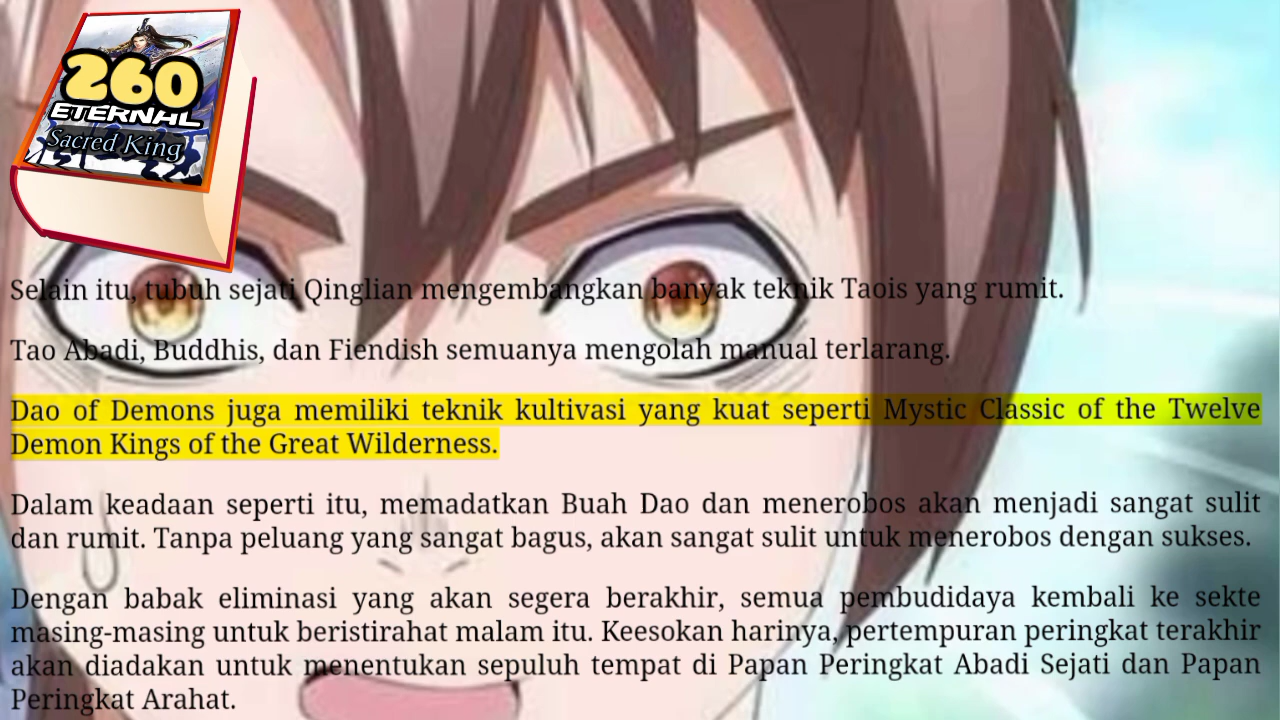 260
ETERNAL
Sacred King
Selain itu, tubuh sejati Qinglian mengembangkan banyak teknik Taois yang rumit.
Tao Abadi, Buddhis, dan Fiendish semuanya mengolah manual terlarang.
Dao of Demons juga memiliki teknik kultivasi yang kuat seperti Mystic Classic of the Twelve
Demon Kings of the Great Wilderness.
Dalam keadaan seperti itu, memadatkan Buah Dao dan menerobos akan menjadi sangat sulit
dan rumit. Tanpa peluang yang sangat bagus, akan sangat sulit untuk menerobos dengan sukses.
Dengan babak eliminasi yang akan segera berakhir, semua pembudidaya kembali ke sekte
masing-masing untuk beristirahat malam itu. Keesokan harinya, pertempuran peringkat terakhir
akan diadakan untuk menentukan sepuluh tempat di Papan Peringkat Abadi Sejati dan Papan
Peringkat Arahat.